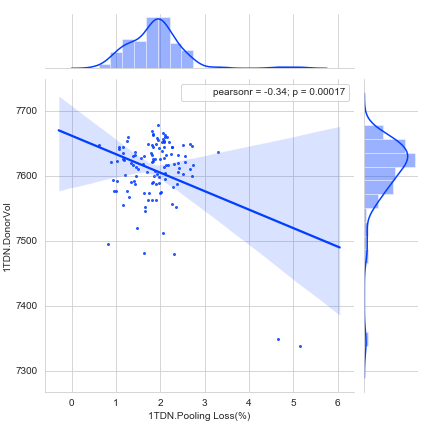 pearsonr = -0.34; p = 0.00017
7700
7600
7500
7400
7300
1TDN.DonorVol
0 1 2 3 4 5 6
1TDN.Pooling Loss(%)